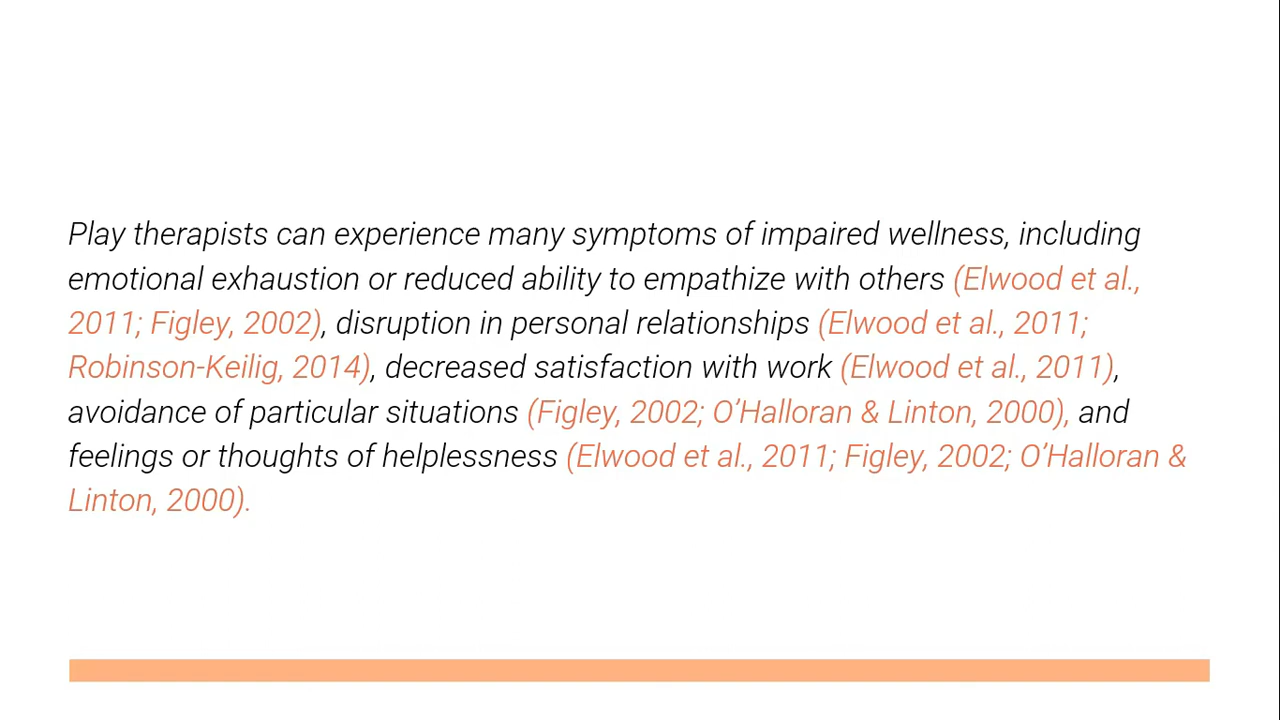 Play therapists can experience many symptoms of impaired wellness, including
emotional exhaustion or reduced ability to empathize with others (Elwood et al.,
2011; Figley, 2002), disruption in personal relationships (Elwood et al., 2011;
Robinson-Keilig, 2014), decreased satisfaction with work (Elwood et al., 2011),
avoidance of particular situations (Figley, 2002; O’Halloran & Linton, 2000), and
feelings or thoughts of helplessness (Elwood et al., 2011; Figley, 2002; O’Halloran &
Linton, 2000).